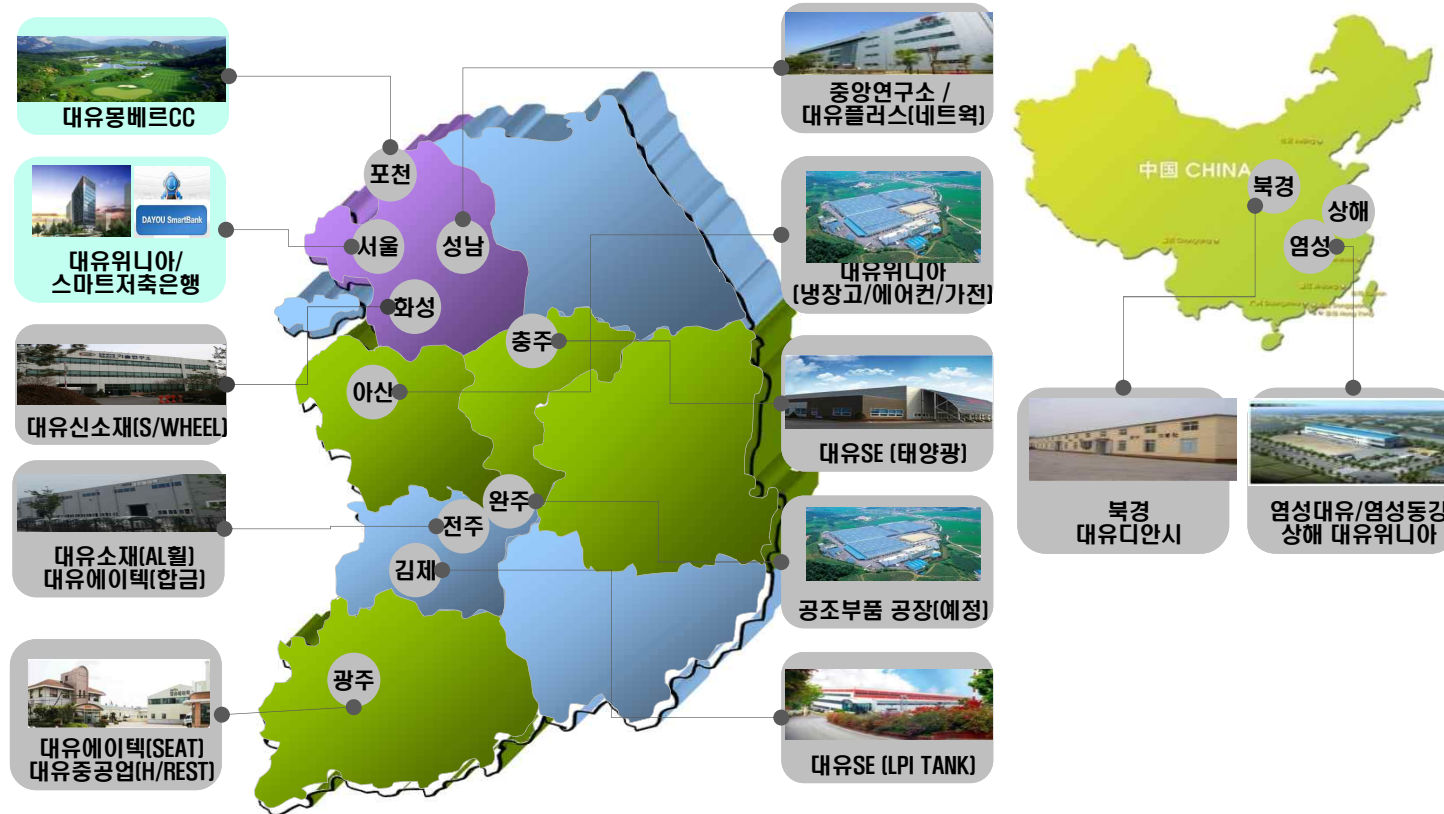 대유몽베르CC
DAYOU SmartBank
대유위니아/
스마트저축은행
대유신소재(S/WHEEL)
대유소재(AL휠)
대유에이텍(합금)
대유에이텍(SEAT)
대유중공업(H/REST)
포천
서울
성남
화성
충주
아산
완주
전주
김제
광주
중앙연구소 /
대유플러스(네트웍)
대유위니아
(냉장고/에어컨/가전)
대유SE (태양광)
공조부품 공장(예정)
대유SE (LPI TANK)
中国 CHINA
북경
상해
염성
북경
대유디안시
염성대유/염성동강
상해 대유위니아